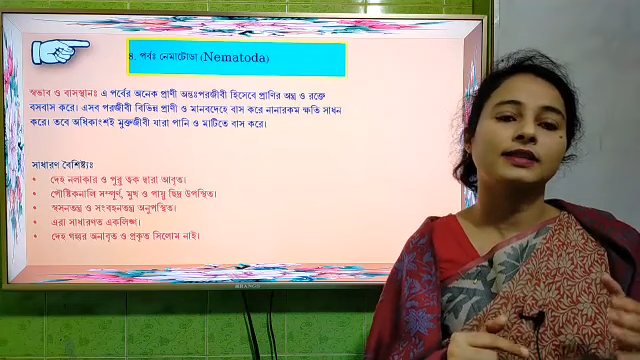 ৪. পর্বঃ নেমাটোডা (Nematoda)
স্বভাব ও বাসস্থানঃ এ পর্বের অনেক প্রাণী অন্তঃপরজীবী হিসেবে প্রাণির অন্ত্র ও রক্তে
বসবাস করে। এসব পরজীবী বিভিন্ন প্রাণী ও মানবদেহে বাস করে নানারকম ক্ষতি সাধন
করে। তবে অধিকাংশই মুক্তজীবী যারা পানি ও মাটিতে বাস করে।
সাধারণ বৈশিষ্ট্যঃ
• দেহ নলাকার ও পুরু ত্বক দ্বারা আবৃত।
• পৌষ্টিকনালি সম্পূর্ণ, মুখ ও পায়ু ছিদ্র উপস্থিত।
• শ্বসনতন্ত্র ও সংবহনতন্ত্র অনুপস্থিত।
• এরা সাধারণত একলিঙ্গ।
• দেহ গহ্বর অনাবৃত ও প্রকৃত সিলোম নাই।